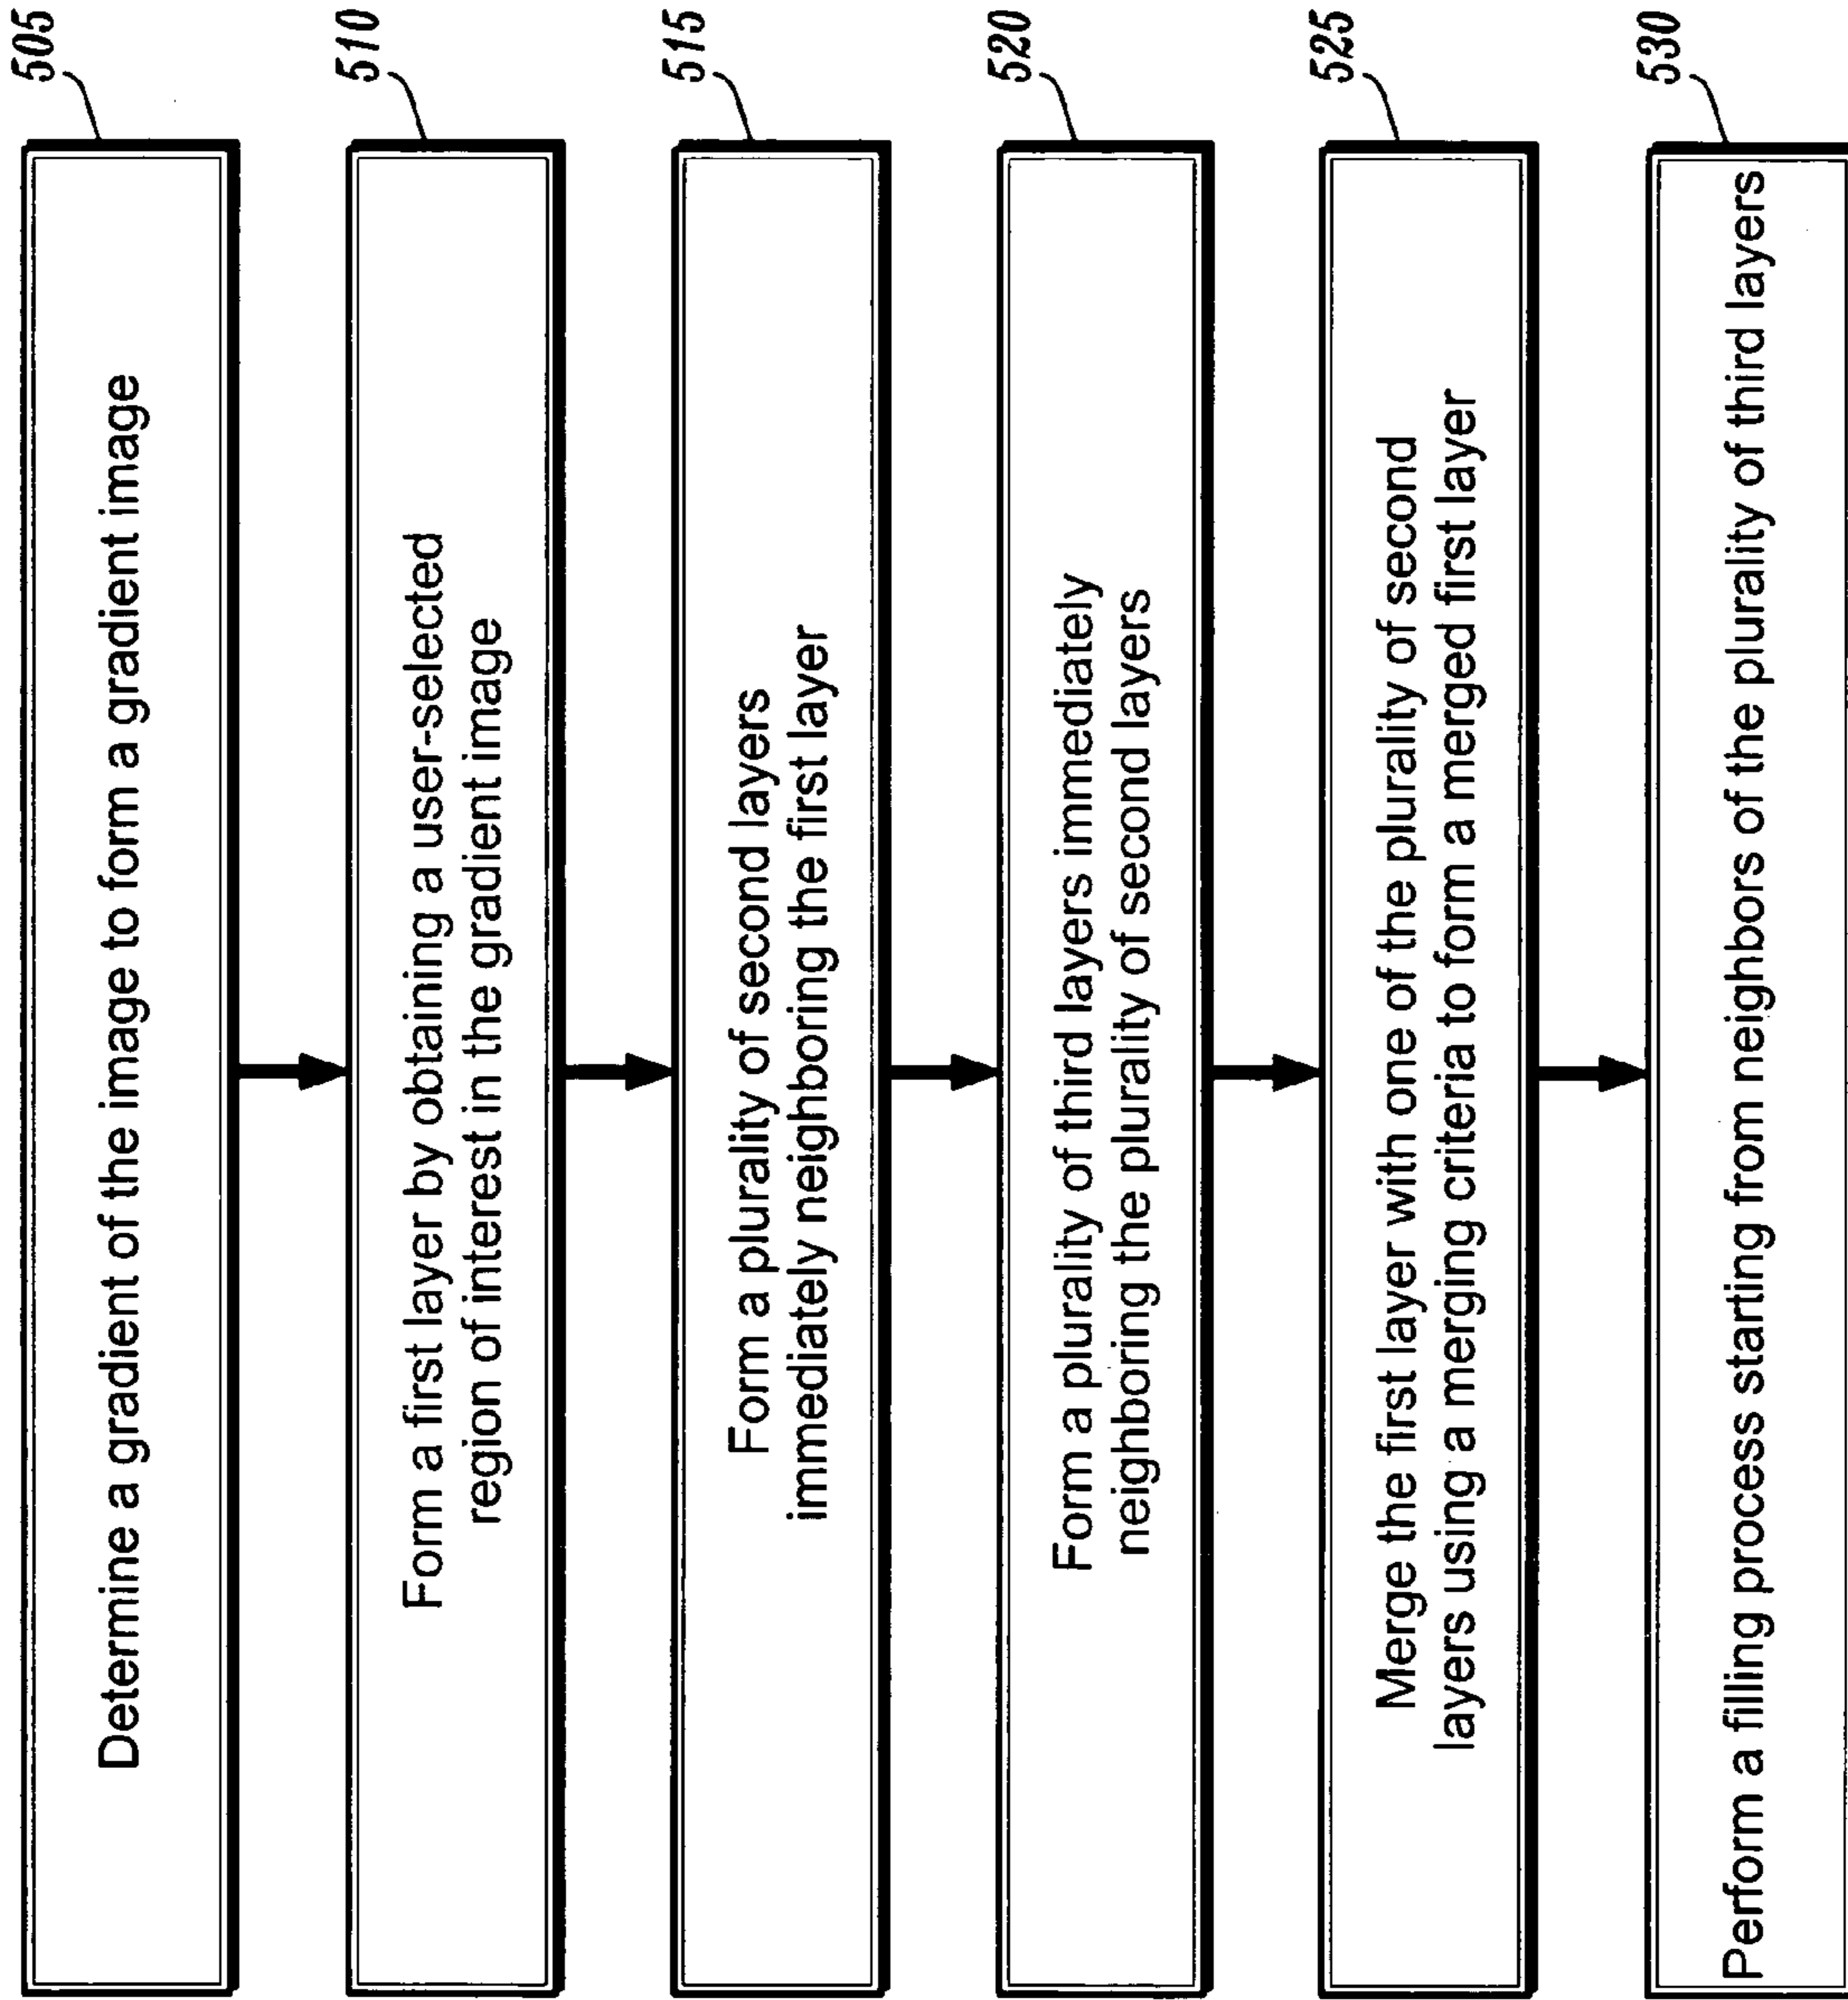 505
Determine a gradient of the image to form a gradient image
510
Form a first layer by obtaining a user-selected
region of interest in the gradient image
515
Form a plurality of second layers
immediately neighboring the first layer
520
Form a plurality of third layers immediately
neighboring the plurality of second layers
525
Merge the first layer with one of the plurality of second
layers using a merging criteria to form a merged first layer
530
Perform a filling process starting from neighbors of the plurality of third layers